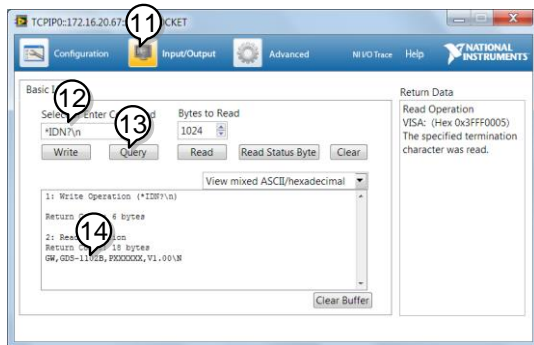 TCPIP0::172.16.20.67: OCKET
11
Configuration Input/Output Advanced NI I/O Trace Help NATIONAL INSTRUMENTS
Basic I
Return Data
12
13
Enter C
Bytes to Read
*IDN?\n
1024
Write Query Read Read Status Byte Clear
Read Operation
VISA: (Hex 0x3FFF0005)
The specified termination
character was read.
View mixed ASCII/hexadecimal
1: Write Operation (*IDN?\n)
Return 6 bytes
14
2: Rea ion
Return C 18 bytes
GW,GDS-1102B,PXXXXXX,V1.00\N
Clear Buffer